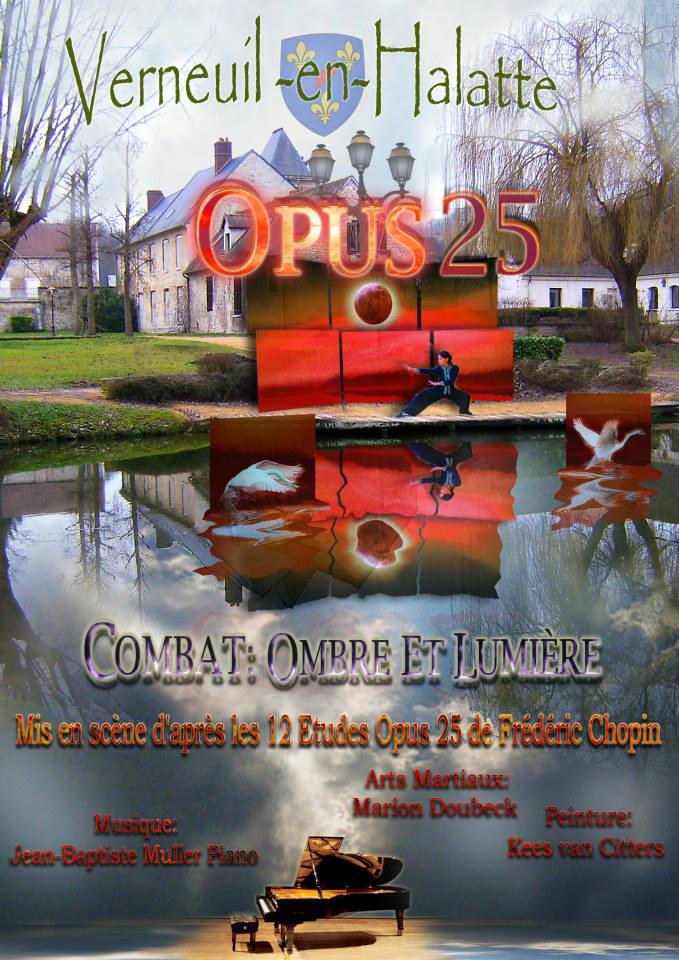 Verneuil-en-Halatte
Opus 25
Combat: Ombre Et Lumière
Mis en scène d'après les 12 Etudes Opus 25 de Frédéric Chopin
Arts Martiaux:
Marion Doubeck
Musique:
Jean-Baptiste Muller Piano
Peinture:
Kees van Citters